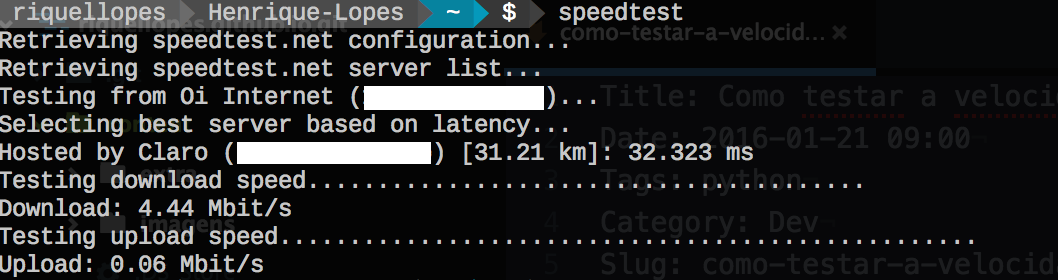 riquellopes Henrique-Lopes ~ $ speedtest
Retrieving speedtest.net configuration...
Retrieving speedtest.net server list...
Testing from Oi Internet ( )...
Selecting best server based on latency...
Hosted by Claro ( ) [31.21 km]: 32.323 ms
Testing download speed........................................
Download: 4.44 Mbit/s
Testing upload speed..................................................
Upload: 0.06 Mbit/s
como-testar-a-velocid... ×
Title: Como testar a velocid
Date: 2016-01-21 09:00
3 Tags: python
4 Category: Dev
5 Slug: como-testar-a-velocid
extra
imagens